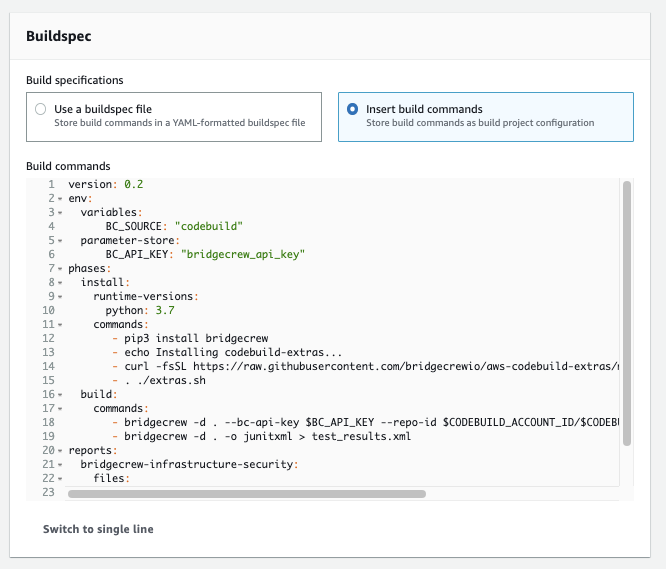 Buildspec
Build specifications
Use a buildspec file
Store build commands in a YAML-formatted buildspec file
Insert build commands
Store build commands as build project configuration
Build commands
1 version: 0.2
2 env:
3   variables:
4       BC_SOURCE: "codebuild"
5   parameter-store:
6       BC_API_KEY: "bridgecrew_api_key"
7 phases:
8   install:
9     runtime-versions:
10       python: 3.7
11     commands:
12        - pip3 install bridgecrew
13        - echo Installing codebuild-extras...
14        - curl -fsSL https://raw.githubusercontent.com/bridgecrewio/aws-codebuild-extras/
15        - . ./extras.sh
16   build:
17     commands:
18        - bridgecrew -d . --bc-api-key $BC_API_KEY --repo-id $CODEBUILD_ACCOUNT_ID/$CODEB
19        - bridgecrew -d . -o junitxml > test_results.xml
20 reports:
21   bridgecrew-infrastructure-security:
22     files:
23
Switch to single line